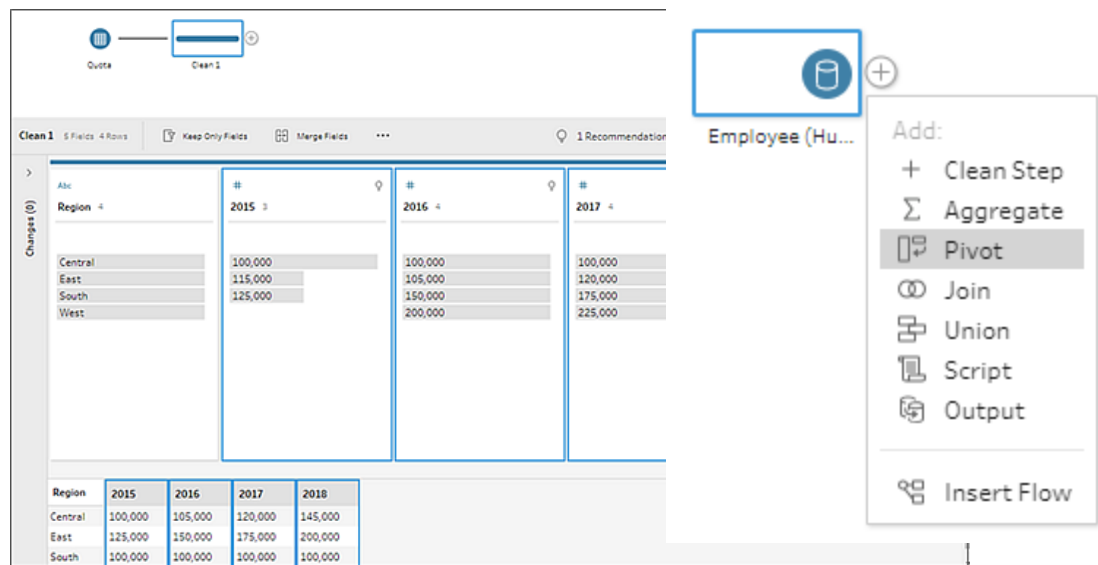 Quota
Clean 1
Clean 1 5 Fields 4 Rows Keep Only Fields Merge Fields ... 1 Recommendation
Changes (0)
Abc
Region 4
Central
East
South
West
#
2015 3
100,000
115,000
125,000
#
2016 4
100,000
105,000
150,000
200,000
#
2017 4
100,000
120,000
175,000
225,000
Region 2015 2016 2017 2018
Central 100,000 105,000 120,000 145,000
East 125,000 150,000 175,000 200,000
South 100,000 100,000 100,000 100,000
Employee (Hu...
Add:
Clean Step
Aggregate
Pivot
Join
Union
Script
Output
Insert Flow